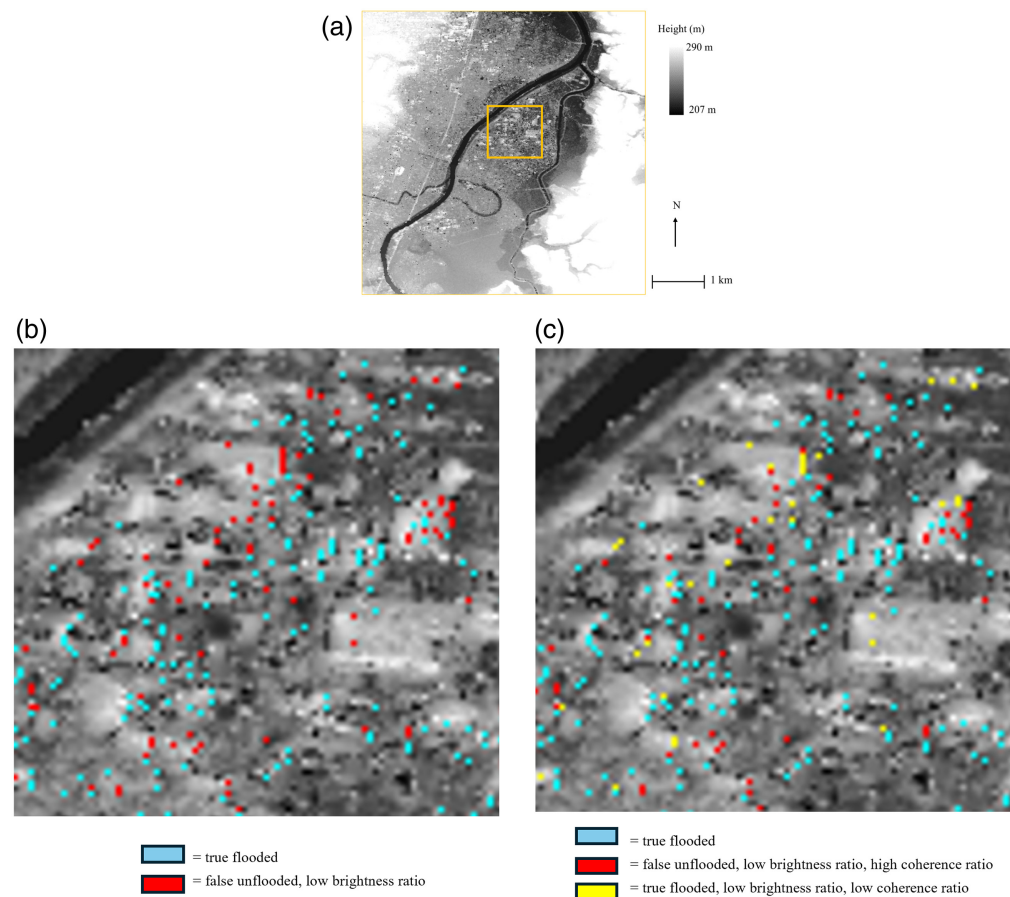 (a)
Height (m)
290 m
207 m
N
1 km
(b)
(c)
= true flooded
= false unflooded, low brightness ratio
= true flooded
= false unflooded, low brightness ratio, high coherence ratio
= true flooded, low brightness ratio, low coherence ratio